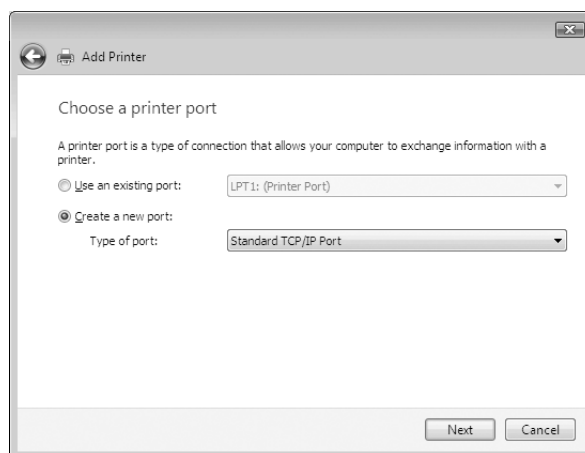 Add Printer
Choose a printer port
A printer port is a type of connection that allows your computer to exchange information with a
printer.
Use an existing port: LPT1: (Printer Port)
Create a new port:
Type of port: Standard TCP/IP Port
Next Cancel